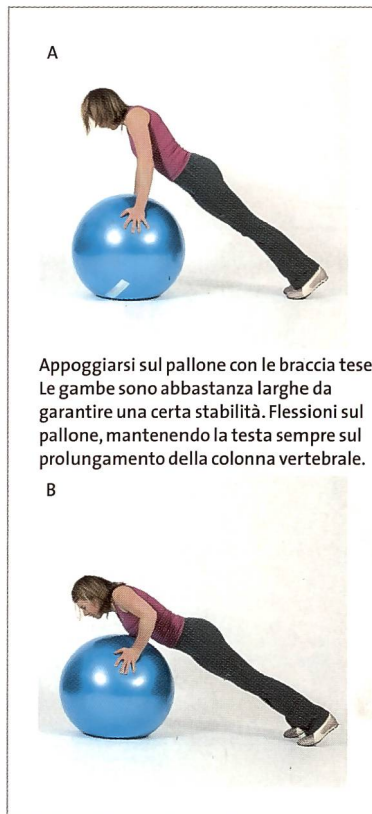 A
Appoggiarsi sul pallone con le braccia tese.
Le gambe sono abbastanza larghe da
garantire una certa stabilità. Flessioni sul
pallone, mantenendo la testa sempre sul
prolungamento della colonna vertebrale.
B